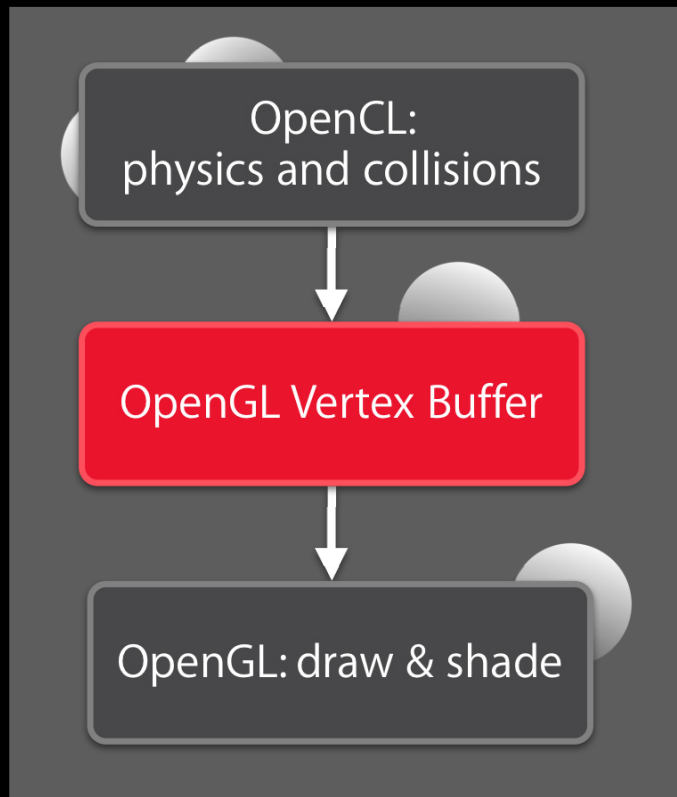 OpenCL:
physics and collisions
OpenGL Vertex Buffer
OpenGL: draw & shade